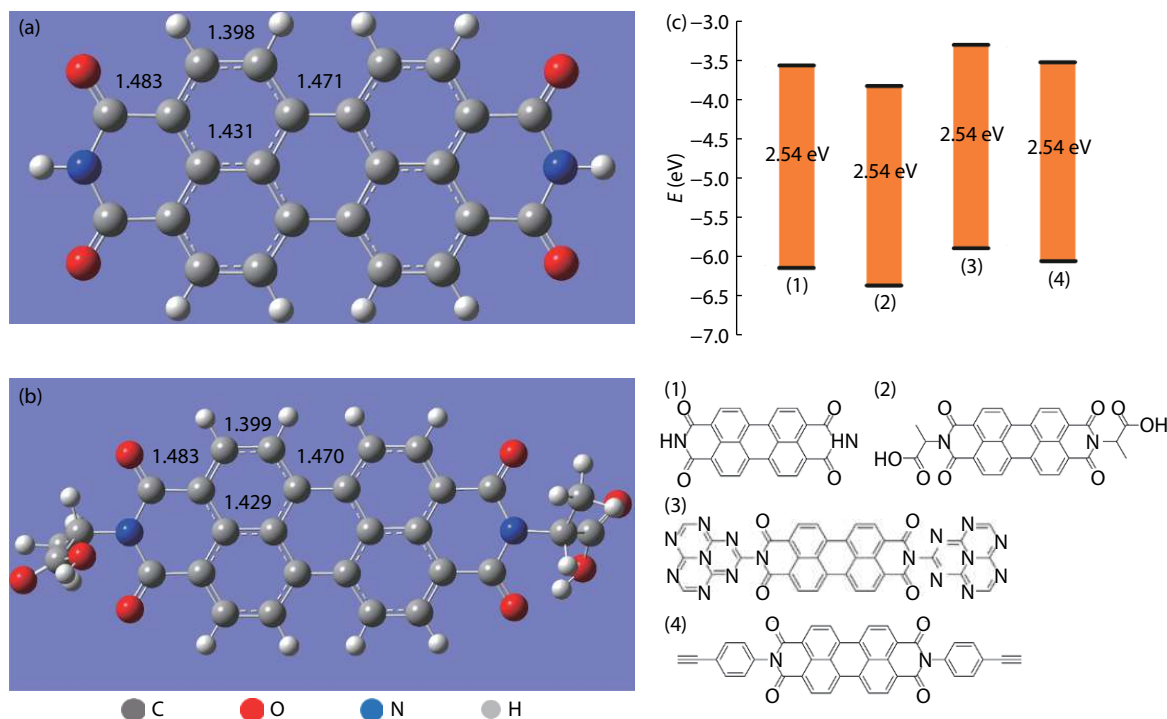 (a)
1.398
1.483
1.471
1.431
(b)
1.399
1.483
1.470
1.429
C
O
N
H
(c)
−3.0
−3.5
−4.0
−4.5
−5.0
−5.5
−6.0
−6.5
−7.0
E (eV)
2.54 eV
2.54 eV
2.54 eV
2.54 eV
(1)
(2)
(3)
(4)
(1)
O
O
HN
HN
O
O
(2)
O
O
O
OH
N
N
HO
O
O
O
(3)
N
N
O
O
N
N
N
N
N
N
N
N
N
N
N
N
N
N
O
O
N
N
(4)
O
O
N
N
O
O